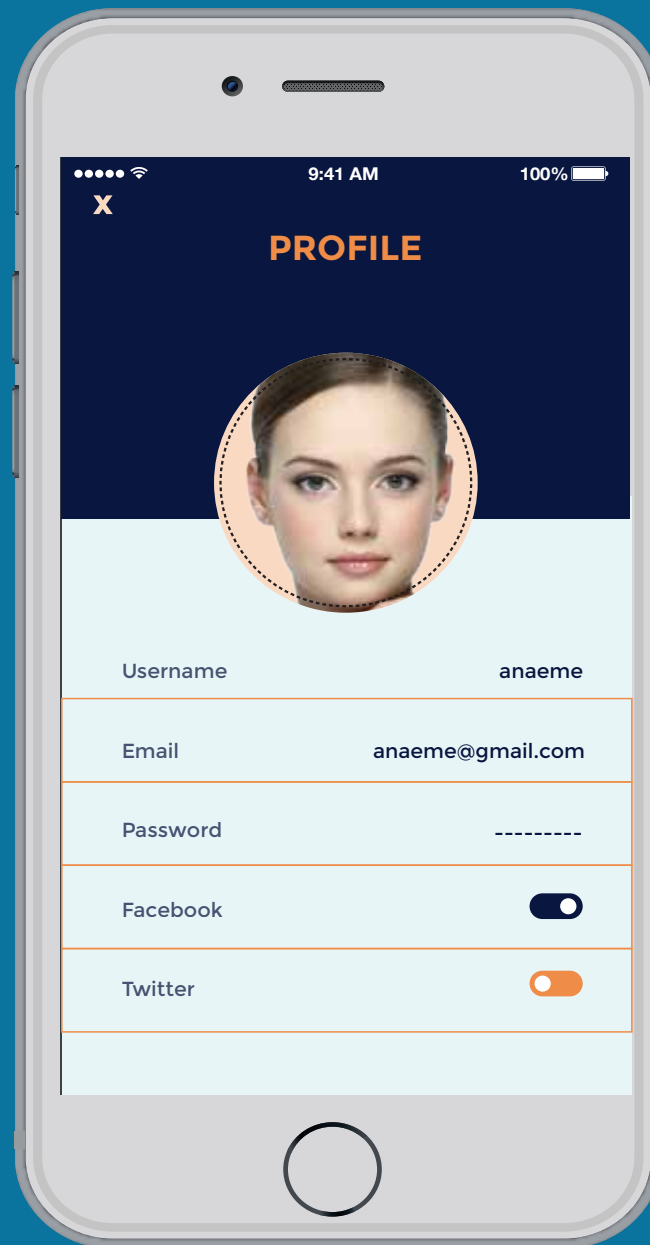 9:41 AM 100%
X
PROFILE
Username anaeme
Email anaeme@gmail.com
Password ---------
Facebook
Twitter